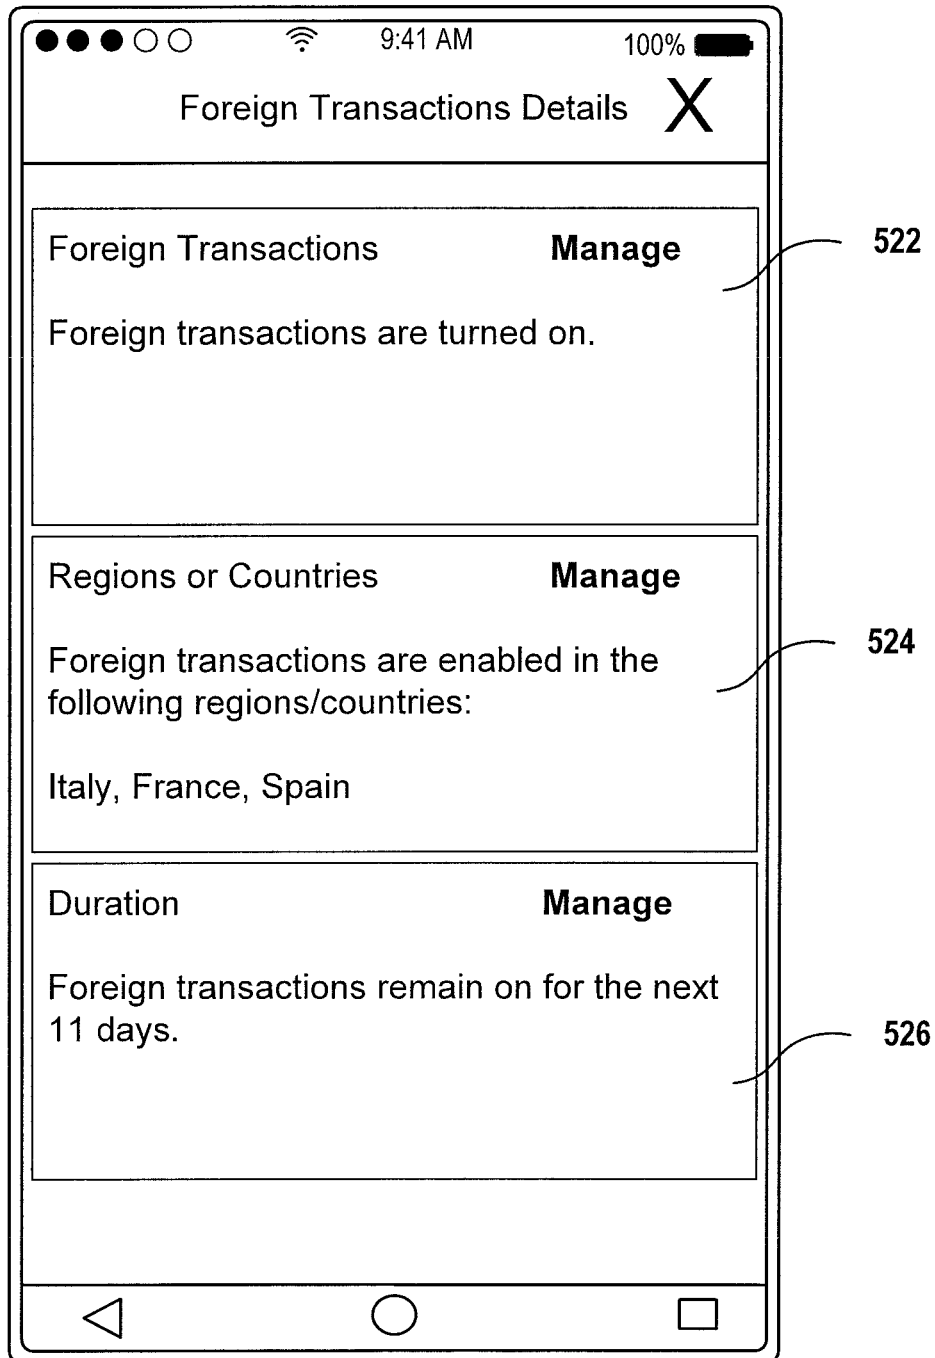 9:41 AM 100%
Foreign Transactions Details X
Foreign Transactions Manage
522
Foreign transactions are turned on.
Regions or Countries Manage
524
Foreign transactions are enabled in the
following regions/countries:
Italy, France, Spain
Duration Manage
Foreign transactions remain on for the next
11 days.
526